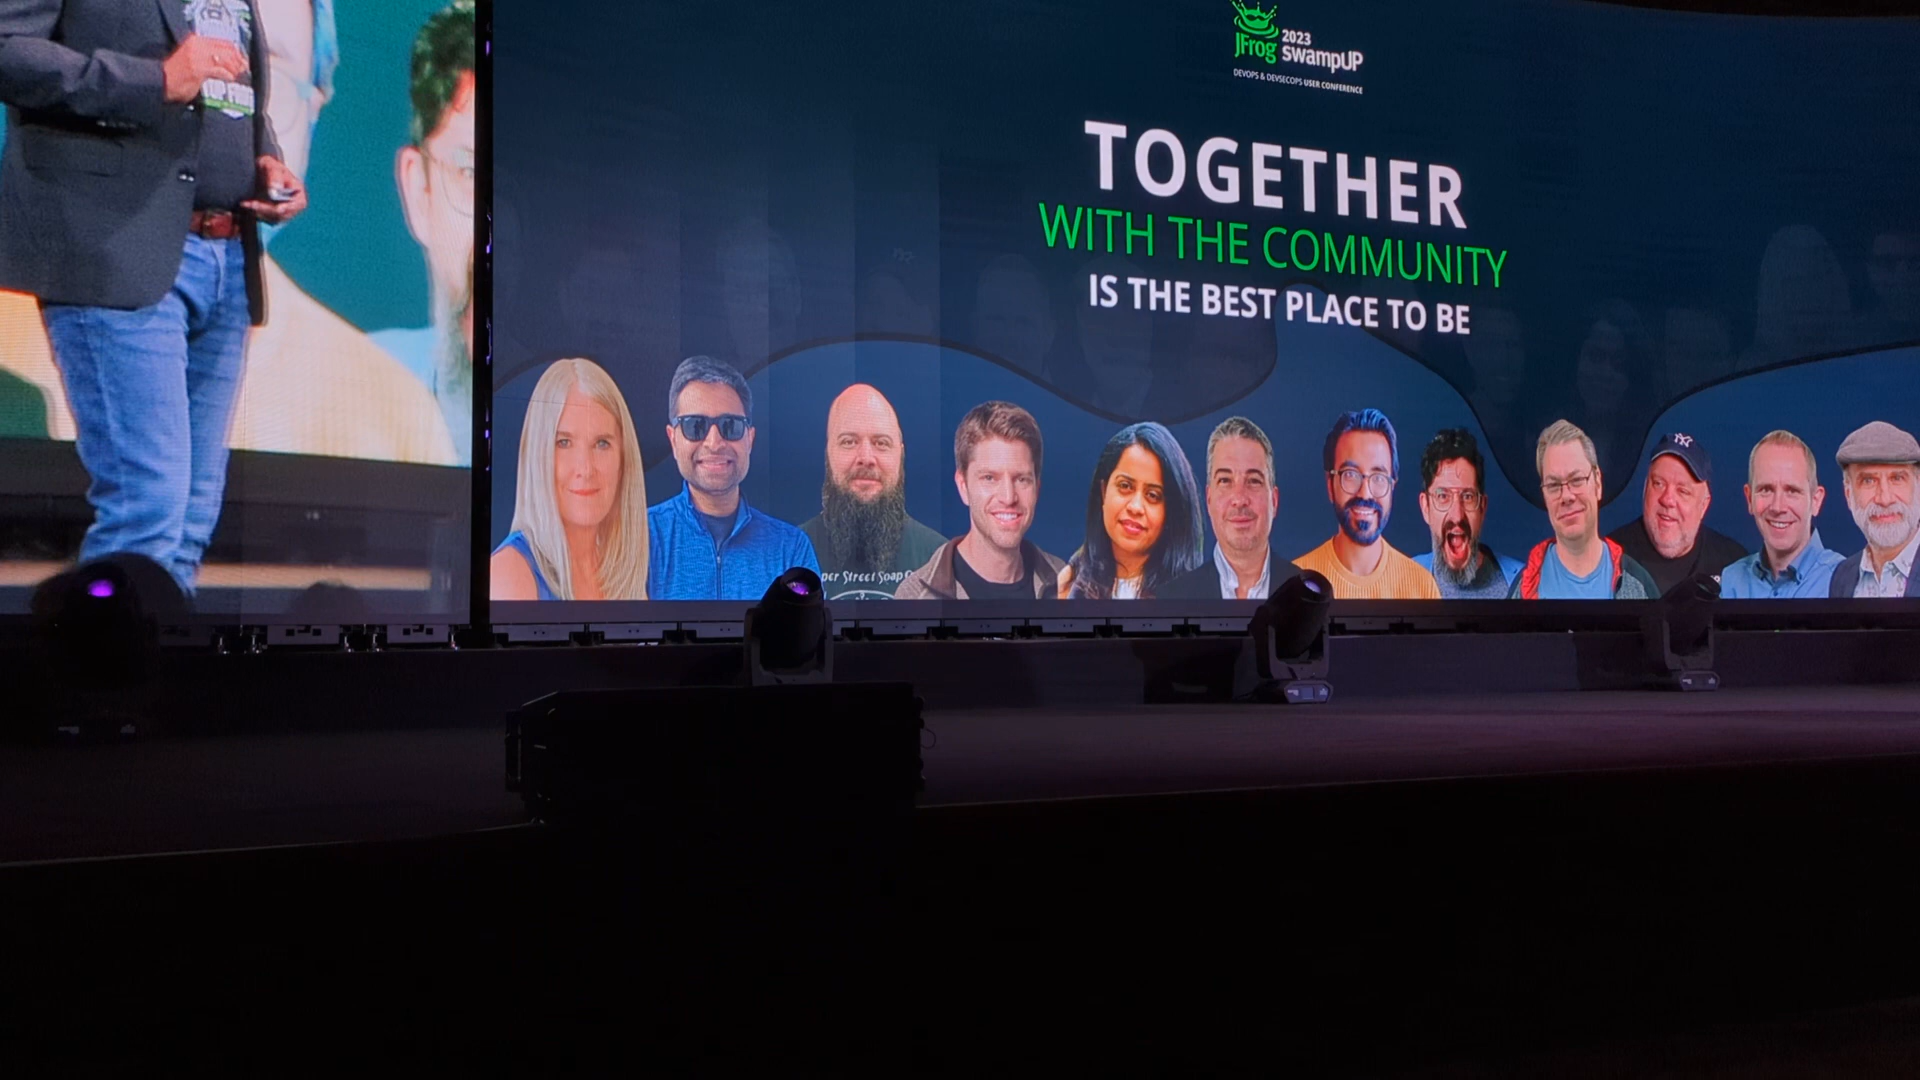 JFrog 2023
swampUP
DEVOPS & DEVSECOPS USER CONFERENCE
TOGETHER
WITH THE COMMUNITY
IS THE BEST PLACE TO BE
Street Soap